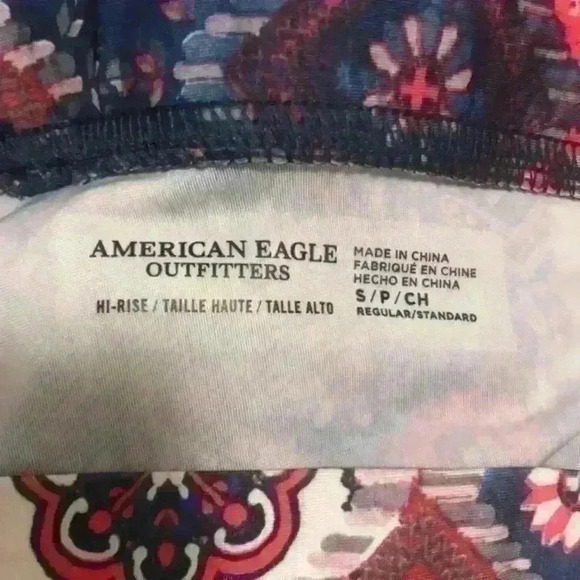 AMERICAN EAGLE
OUTFITTERS
HI-RISE / TAILLE HAUTE / TALLE ALTO
MADE IN CHINA
FABRIQUÉ EN CHINE
HECHO EN CHINA
S/P/CH
REGULAR/STANDARD